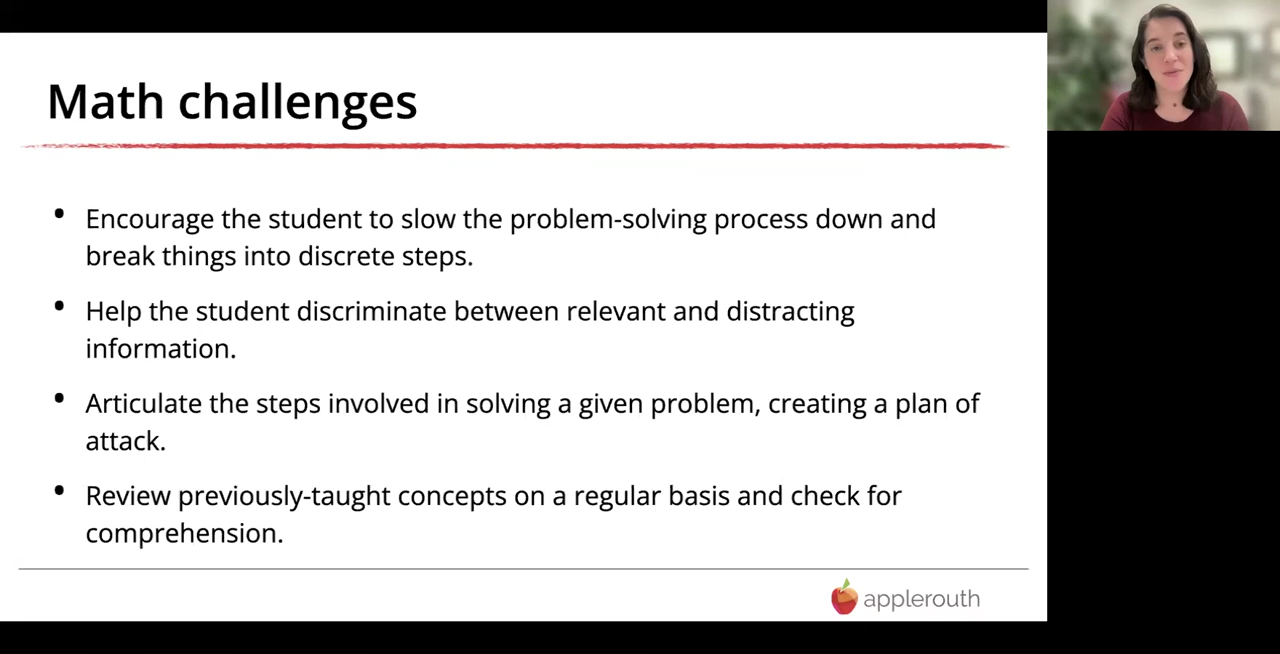 Math challenges
• Encourage the student to slow the problem-solving process down and
break things into discrete steps.
• Help the student discriminate between relevant and distracting
information.
• Articulate the steps involved in solving a given problem, creating a plan of
attack.
• Review previously-taught concepts on a regular basis and check for
comprehension.
applerouth